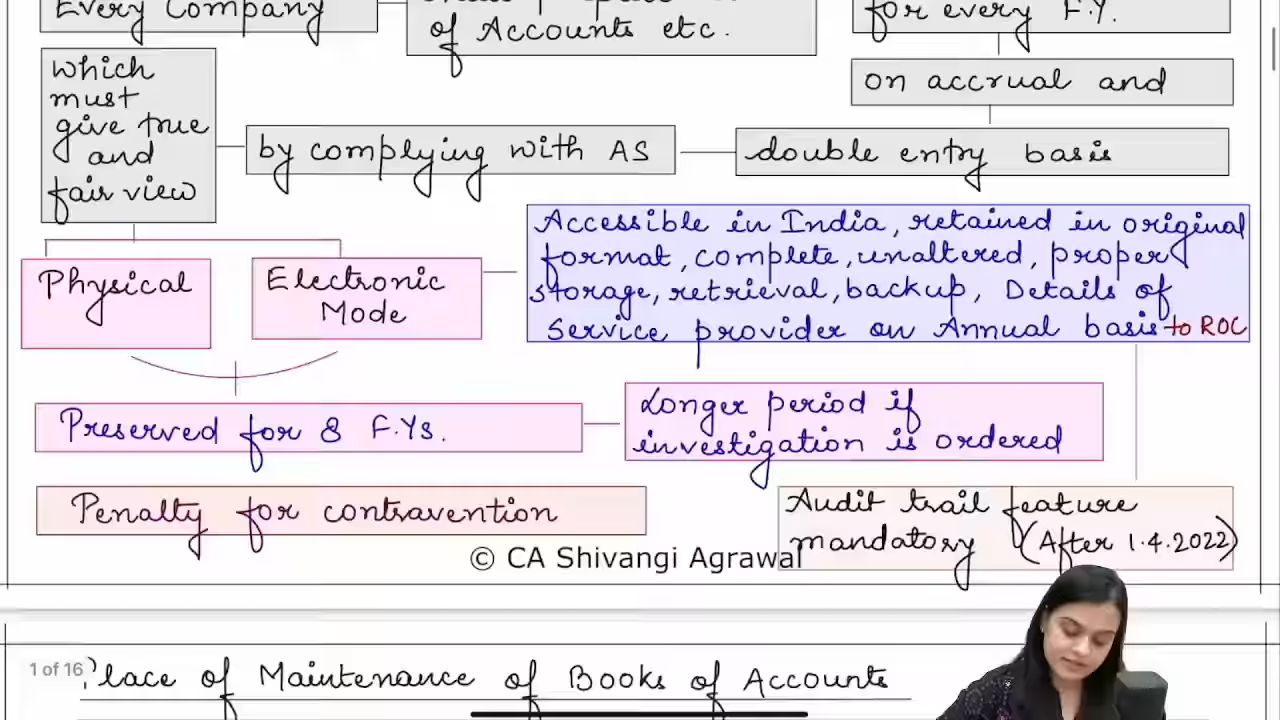 Every Company
of Accounts etc.
for every F.Y.
which
must
give true
and
fair view
by complying with AS
on accrual and
double entry basis
Physical
Electronic
Mode
Accessible in India, retained in original
format, complete, unaltered, proper
storage, retrieval, backup, Details of
Service provider on Annual basis to ROC
Preserved for 8 F.Ys.
Longer period if
investigation is ordered
Penalty for contravention
Audit trail feature
mandatory (After 1.4.2022)
© CA Shivangi Agrawal
1 of 16
Place of Maintenance of Books of Accounts